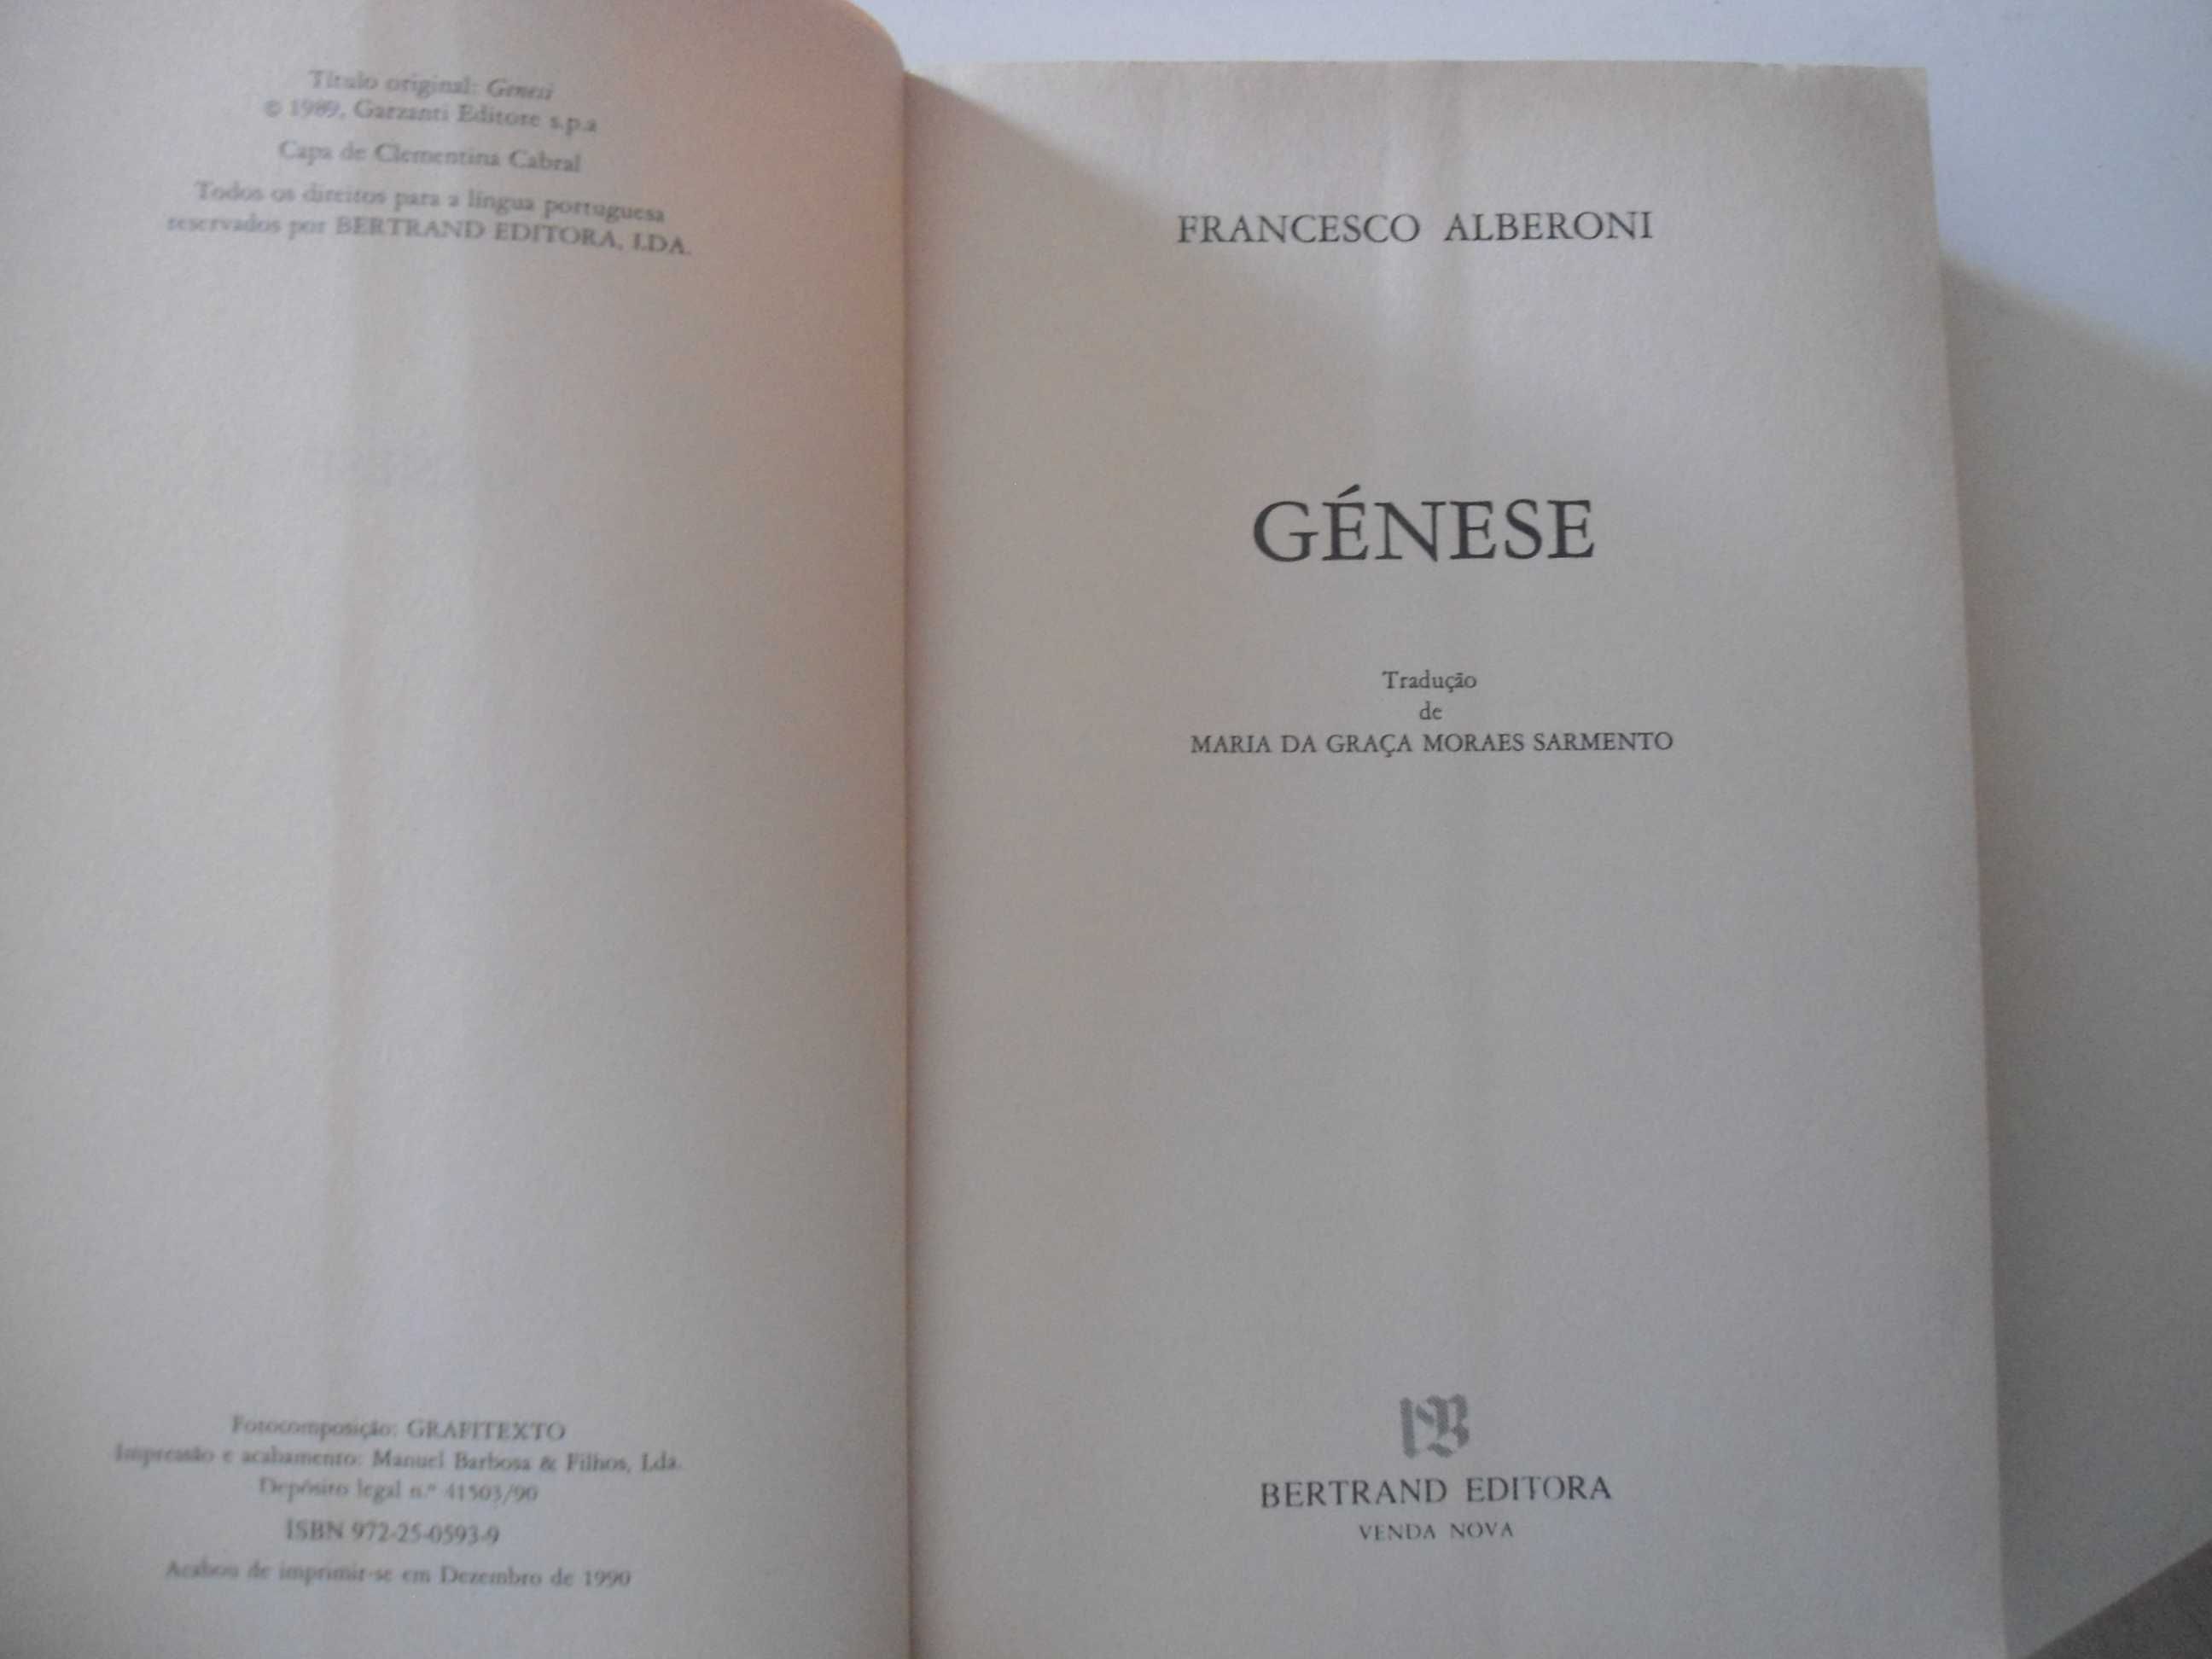 Título original: Genesi
© 1989, Garzanti Editore s.p.a
Capa de Clementina Cabral
Todos os direitos para a língua portuguesa
reservados por BERTRAND EDITORA, LDA.
Fotocomposição: GRAFITEXTO
Impressão e acabamento: Manuel Barbosa & Filhos, Lda.
Depósito legal n.º 41503/90
ISBN 972-25-0593-9
Acabou de imprimir-se em Dezembro de 1990
FRANCESCO ALBERONI
GÉNESE
Tradução
de
MARIA DA GRAÇA MORAES SARMENTO
BERTRAND EDITORA
VENDA NOVA